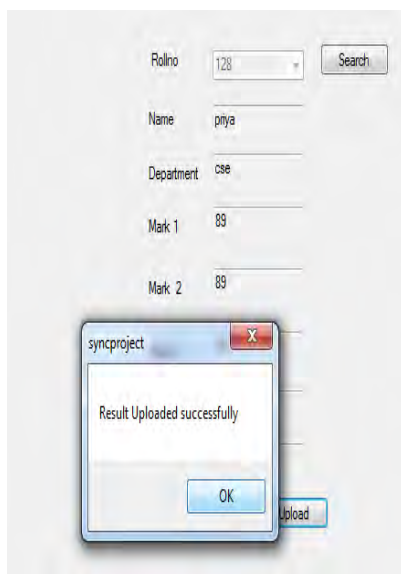 Rollno 128 Search
Name priya
Department cse
Mark 1 89
Mark 2 89
syncproject X
Result Uploaded successfully
OK
Upload